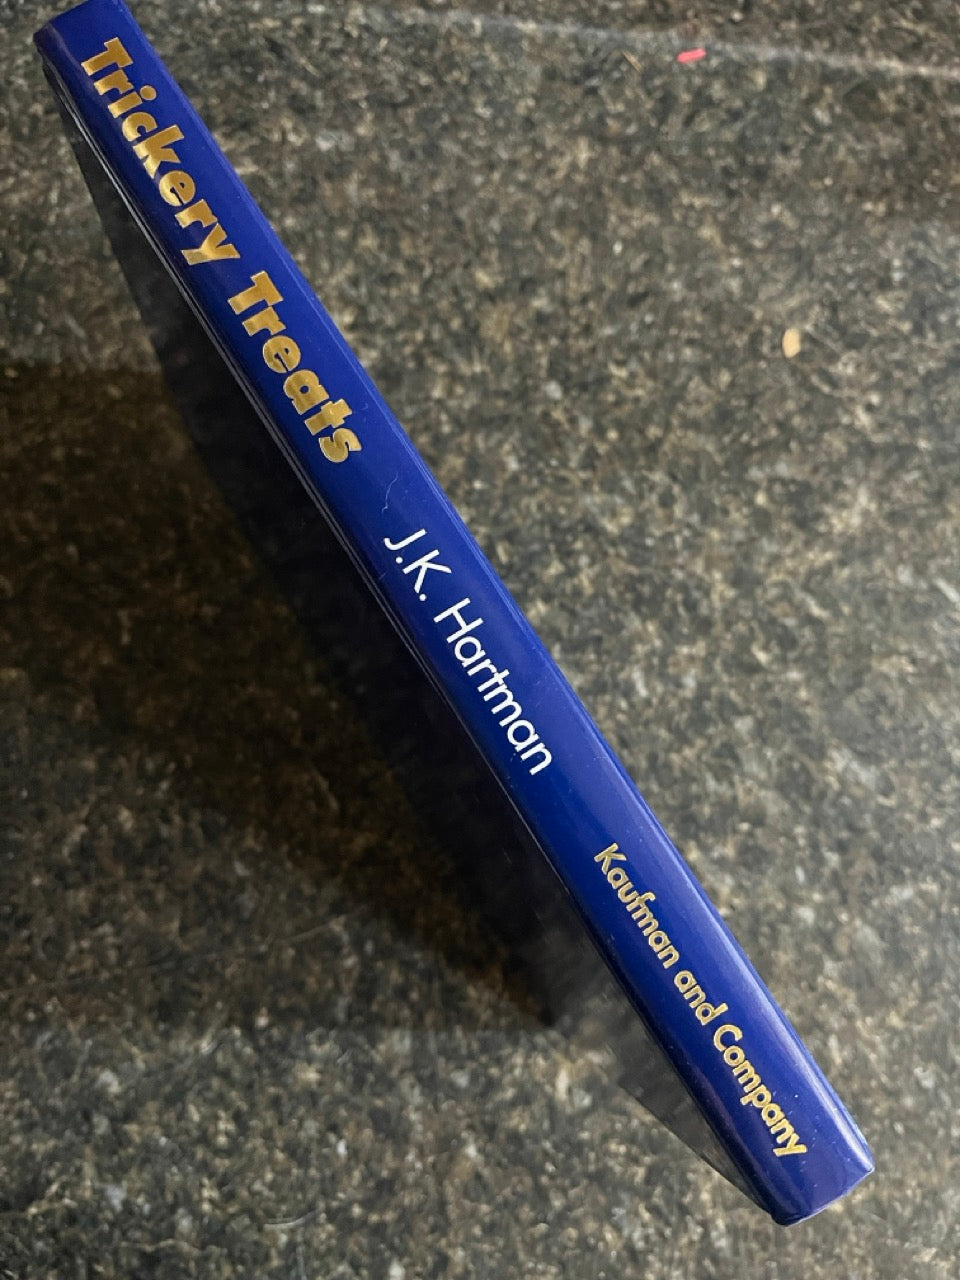 Trickery Treats
J.K. Hartman
Kaufman and Company